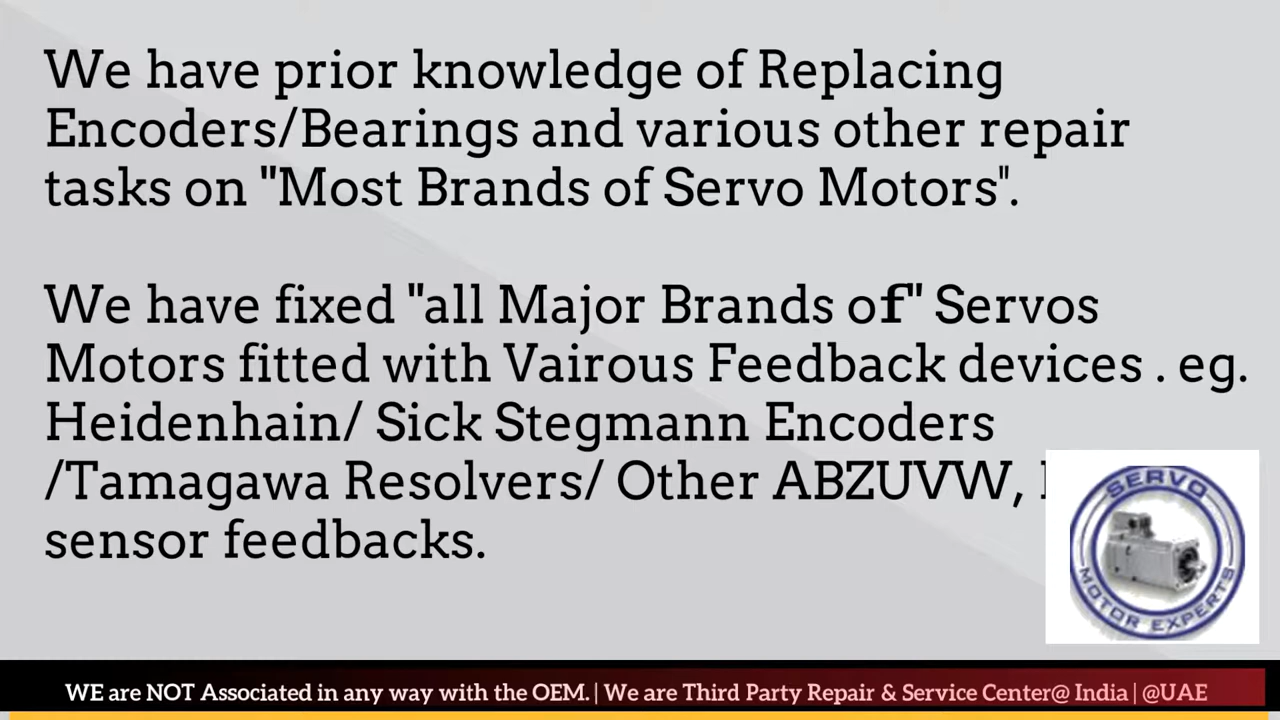 We have prior knowledge of Replacing
Encoders/Bearings and various other repair
tasks on "Most Brands of Servo Motors".
We have fixed "all Major Brands of" Servos
Motors fitted with Vairous Feedback devices . eg.
Heidenhain/ Sick Stegmann Encoders
/Tamagawa Resolvers/ Other ABZUVW,
sensor feedbacks.
SERVO
MOTOR EXPERTS
WE are NOT Associated in any way with the OEM. | We are Third Party Repair & Service Center@ India | @UAE